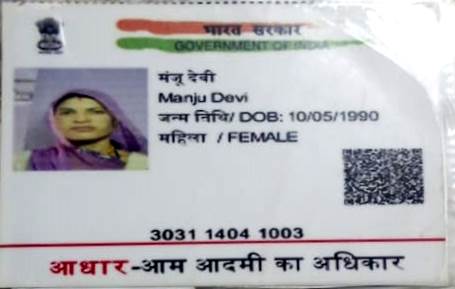 भारत सरकार
GOVERNMENT OF INDIA
मंजू देवी
Manju Devi
जन्म तिथि/ DOB: 10/05/1990
महिला / FEMALE
3031 1404 1003
आधार-आम आदमी का अधिकार